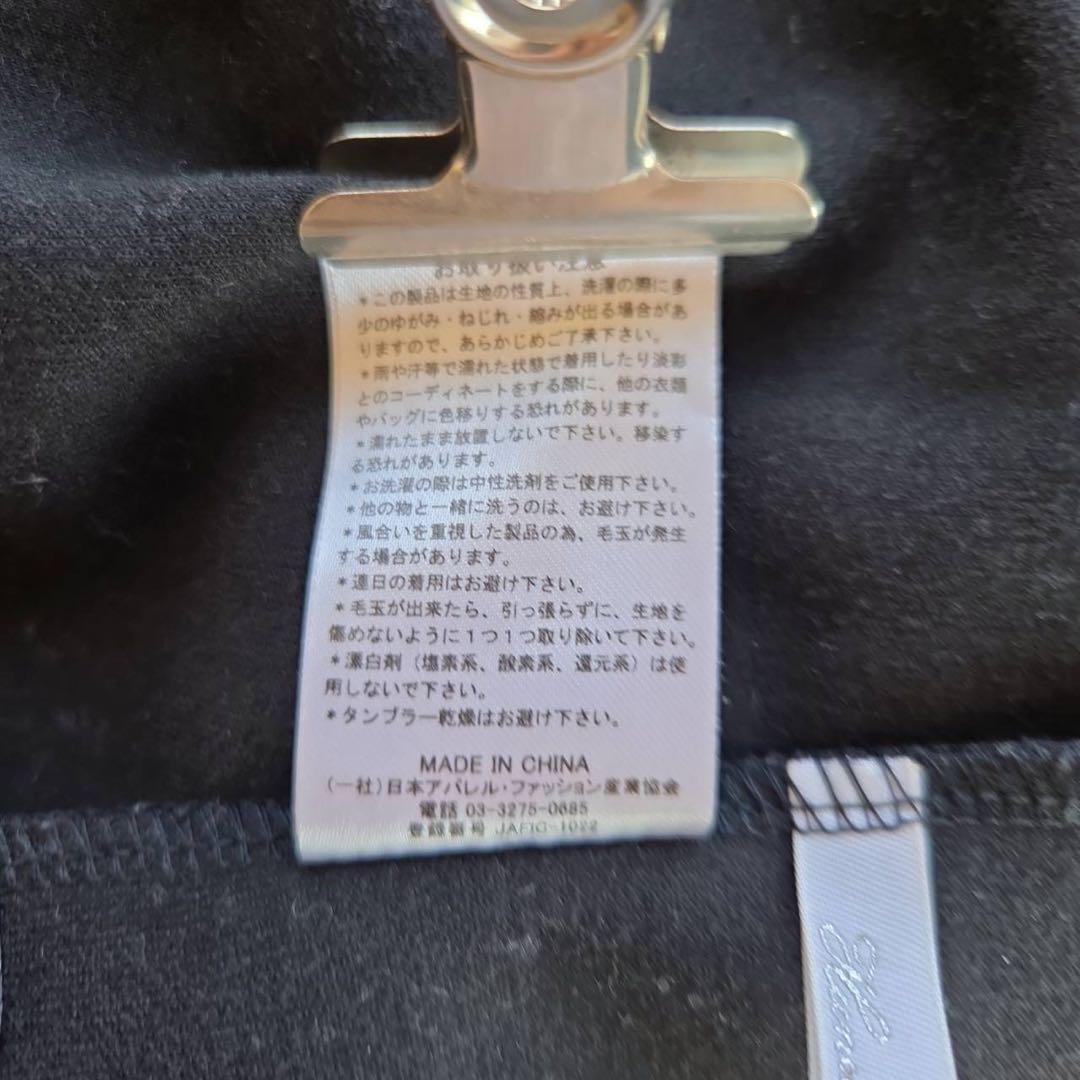 お取り扱い注意
*この製品は生地の性質上、洗濯の際に多
少のゆがみ・ねじれ・縮みが出る場合があ
りますので、あらかじめご了承下さい。
*雨や汗等で濡れた状態で着用したり淡彩
とのコーディネートをする際に、他の衣類
やバッグに色移りする恐れがあります。
*濡れたまま放置しないで下さい。移染す
る恐れがあります。
*お洗濯の際は中性洗剤をご使用下さい。
*他の物と一緒に洗うのは、お避け下さい。
*風合いを重視した製品の為、毛玉が発生
する場合があります。
*連日の着用はお避け下さい。
*毛玉が出来たら、引っ張らずに、生地を
傷めないように1つ1つ取り除いて下さい。
*漂白剤（塩素系、酸素系、還元系）は使
用しないで下さい。
*タンブラー乾燥はお避け下さい。
MADE IN CHINA
(一社)日本アパレル・ファッション産業協会
電話 03-3275-0685
登録番号 JAFIC-1022